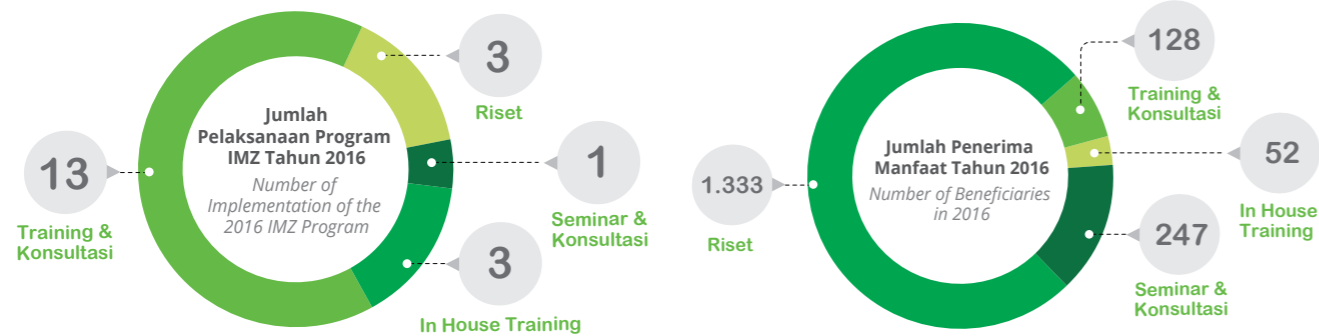 Jumlah
Pelaksanaan Program
IMZ Tahun 2016
Number of
Implementation of the
2016 IMZ Program
13
Training &
Konsultasi
3
Riset
1
Seminar &
Konsultasi
3
In House Training
Jumlah Penerima
Manfaat Tahun 2016
Number of Beneficiaries
in 2016
1.333
Riset
128
Training &
Konsultasi
52
In House
Training
247
Seminar &
Konsultasi